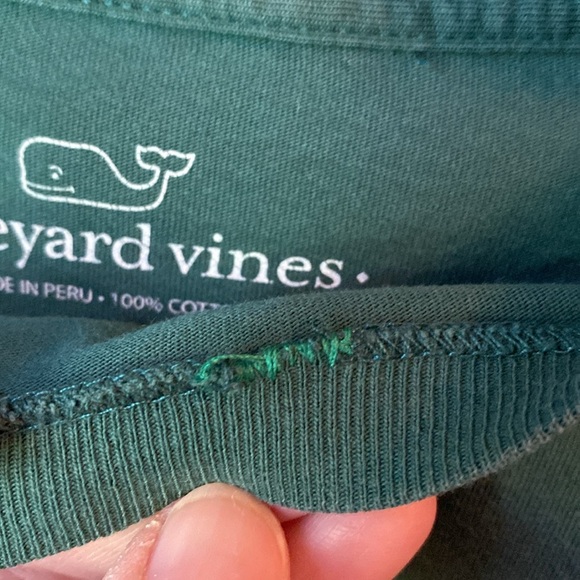 eyard vines.
DE IN PERU • 100% COTT